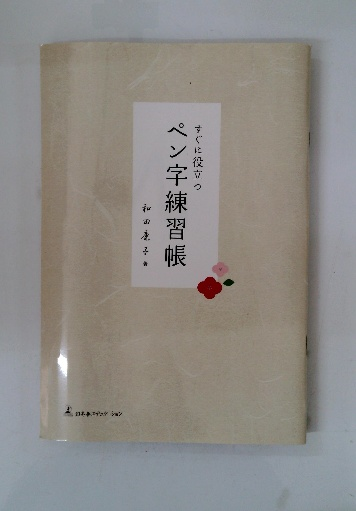 すぐに役立つ
ペン字練習帳
和田康子 著